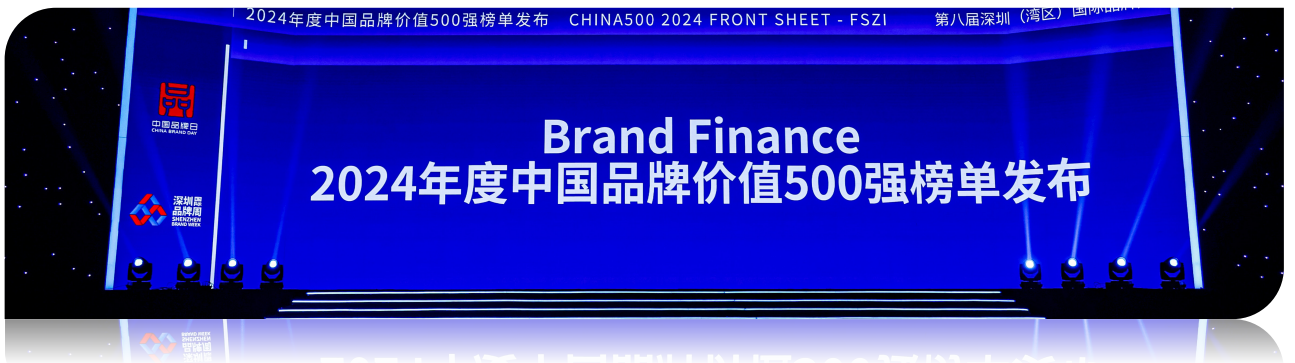 2024年度中国品牌价值500强榜单发布 CHINA500 2024 FRONT SHEET - FSZI 第八届深圳（湾区）国际品牌
中国品牌日
CHINA BRAND DAY
Brand Finance
2024年度中国品牌价值500强榜单发布
深圳
品牌周
SHENZHEN
BRAND WEEK